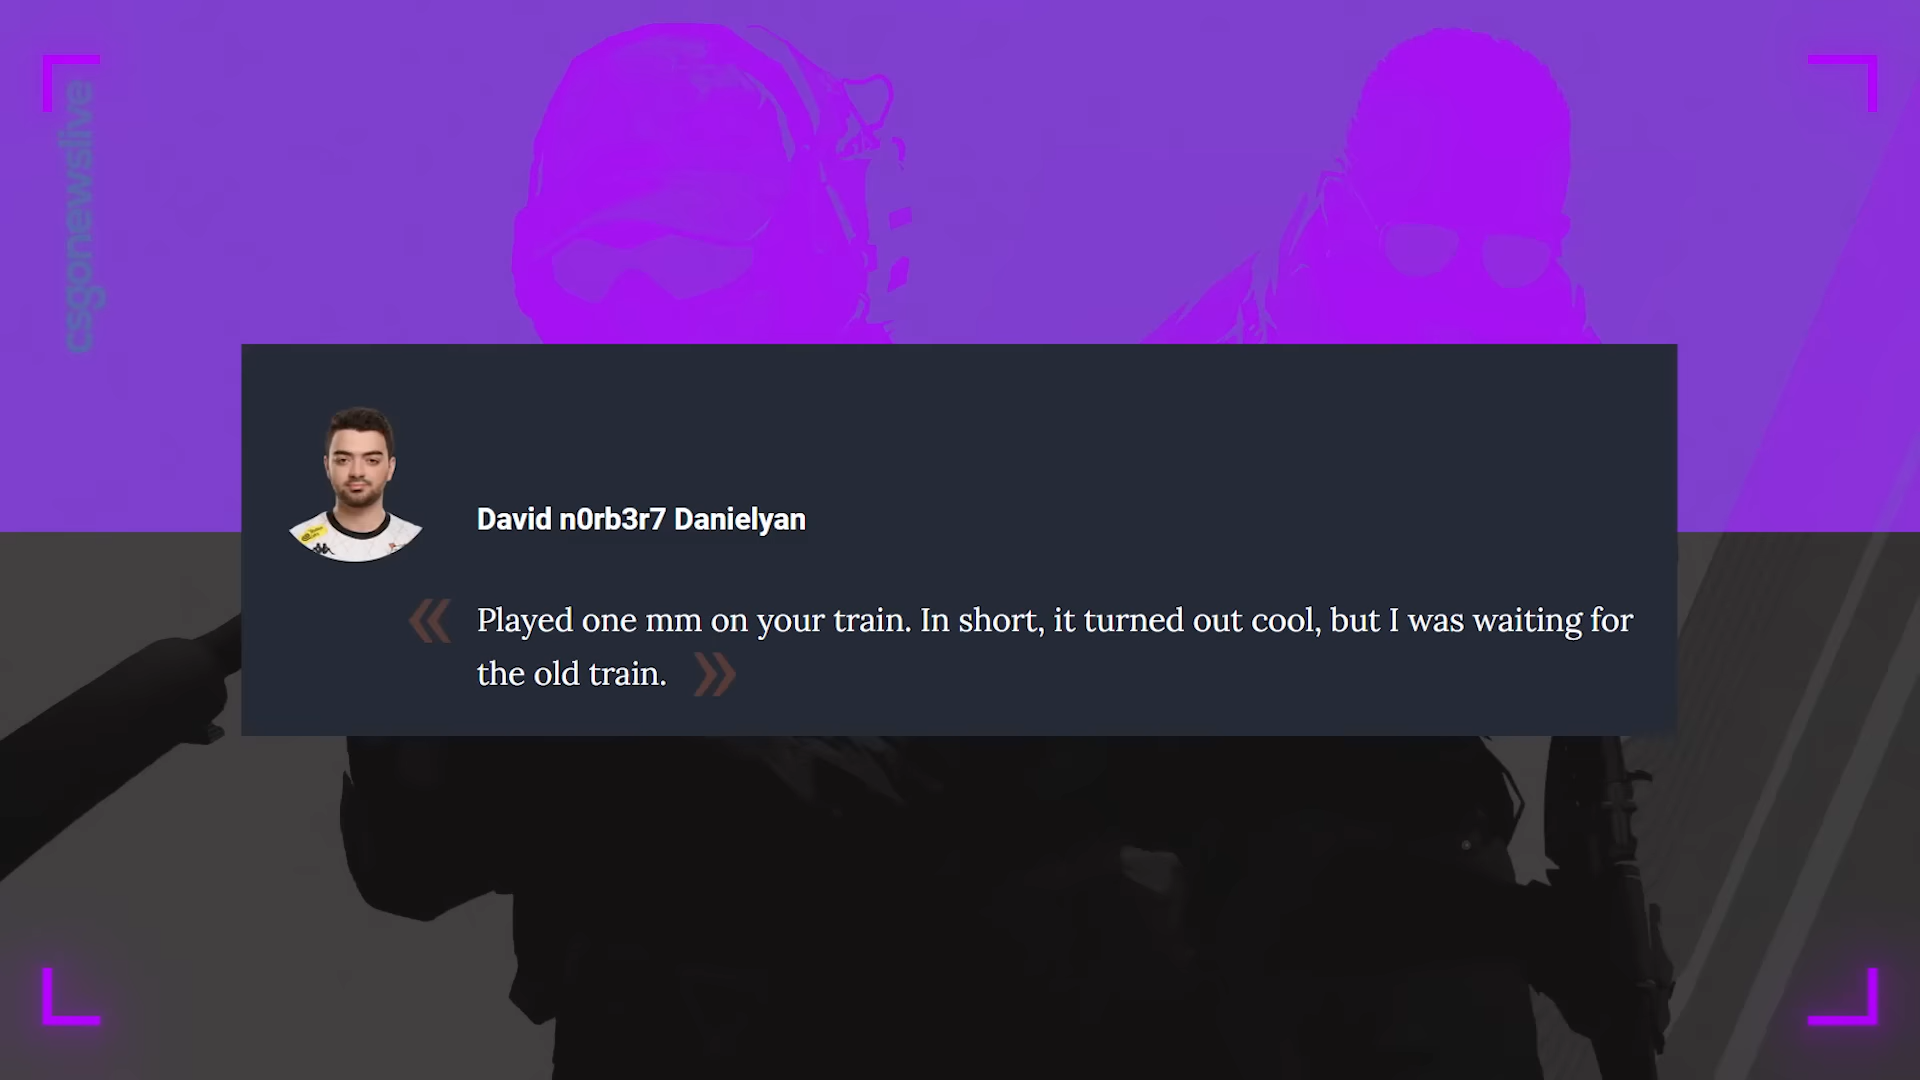 csgonewslive
David n0rb3r7 Danielyan
« Played one mm on your train. In short, it turned out cool, but I was waiting for
the old train. »